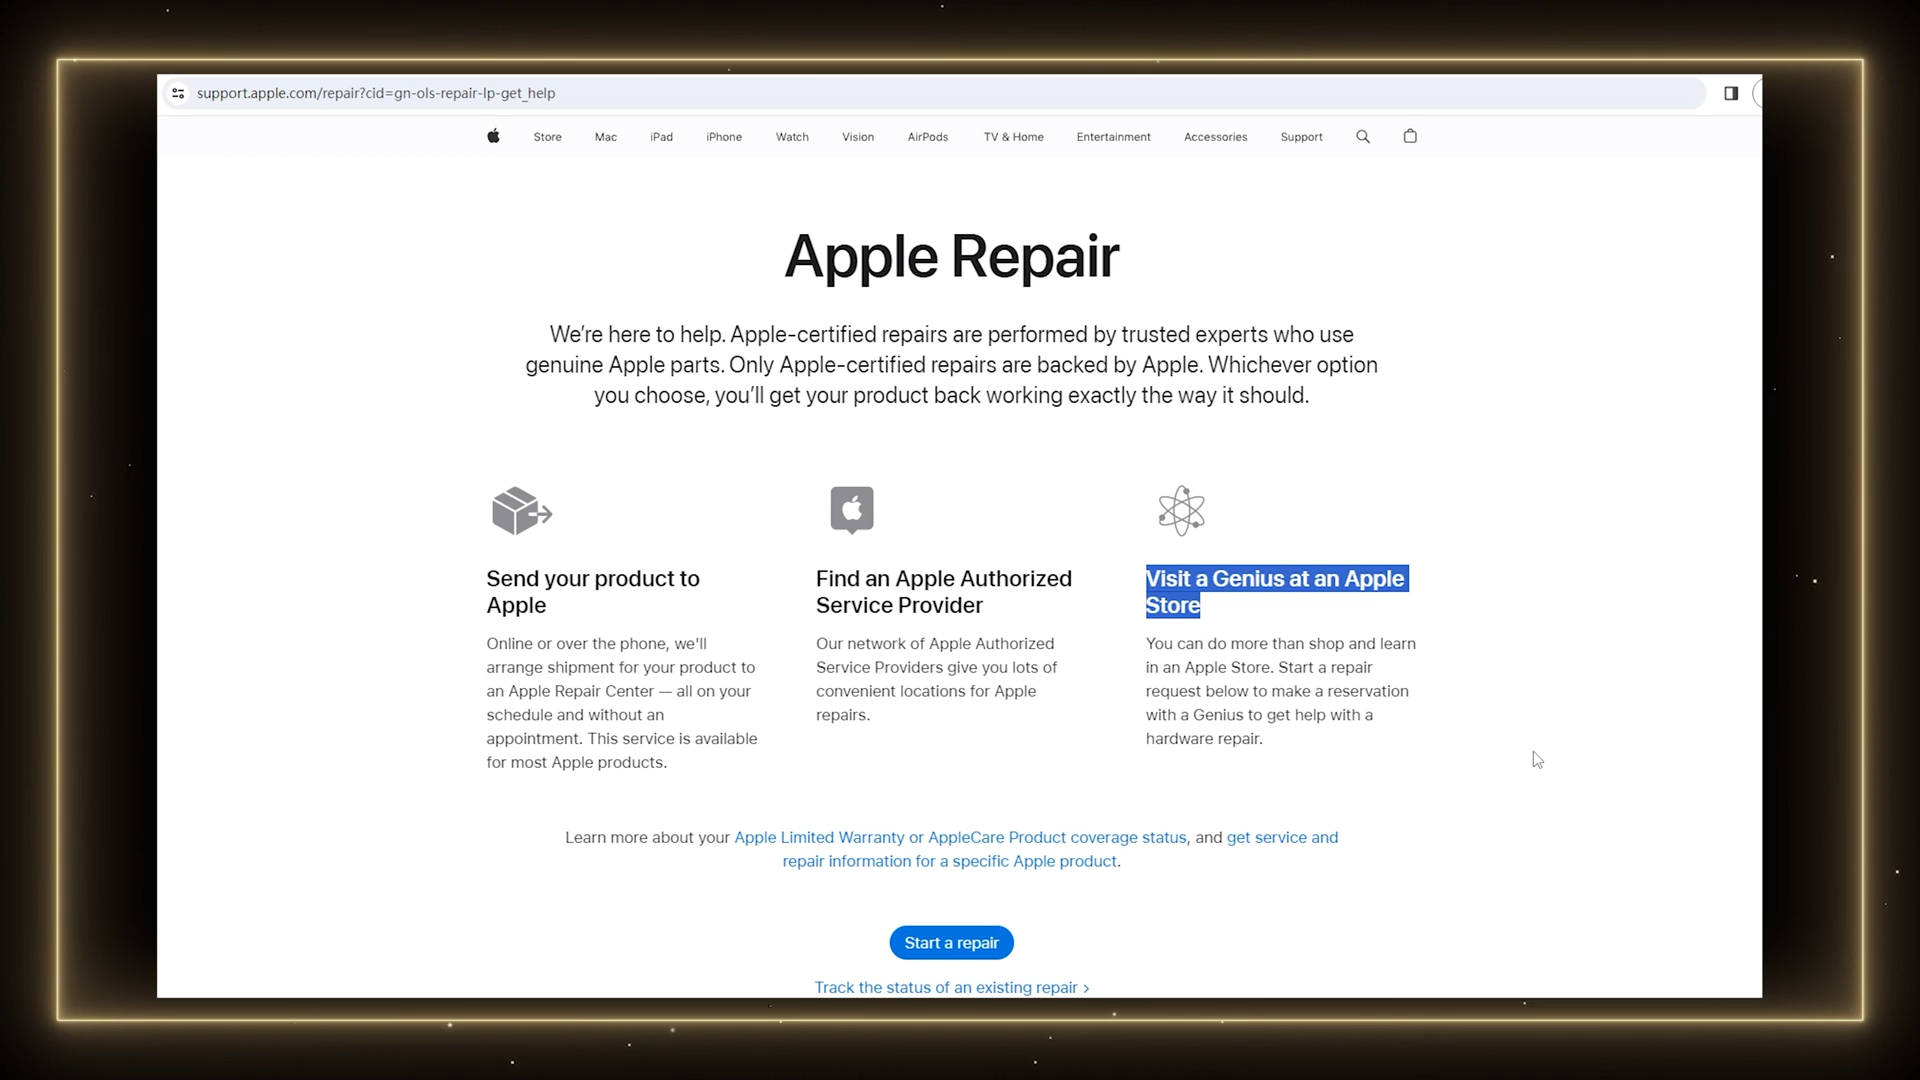 support.apple.com/repair?cid=gn-ols-repair-lp-get_help
Store Mac iPad iPhone Watch Vision AirPods TV & Home Entertainment Accessories Support
Apple Repair
We're here to help. Apple-certified repairs are performed by trusted experts who use
genuine Apple parts. Only Apple-certified repairs are backed by Apple. Whichever option
you choose, you'll get your product back working exactly the way it should.
Send your product to
Apple
Online or over the phone, we'll
arrange shipment for your product to
an Apple Repair Center — all on your
schedule and without an
appointment. This service is available
for most Apple products.
Find an Apple Authorized
Service Provider
Our network of Apple Authorized
Service Providers give you lots of
convenient locations for Apple
repairs.
Visit a Genius at an Apple
Store
You can do more than shop and learn
in an Apple Store. Start a repair
request below to make a reservation
with a Genius to get help with a
hardware repair.
Learn more about your Apple Limited Warranty or AppleCare Product coverage status, and get service and
repair information for a specific Apple product.
Start a repair
Track the status of an existing repair >